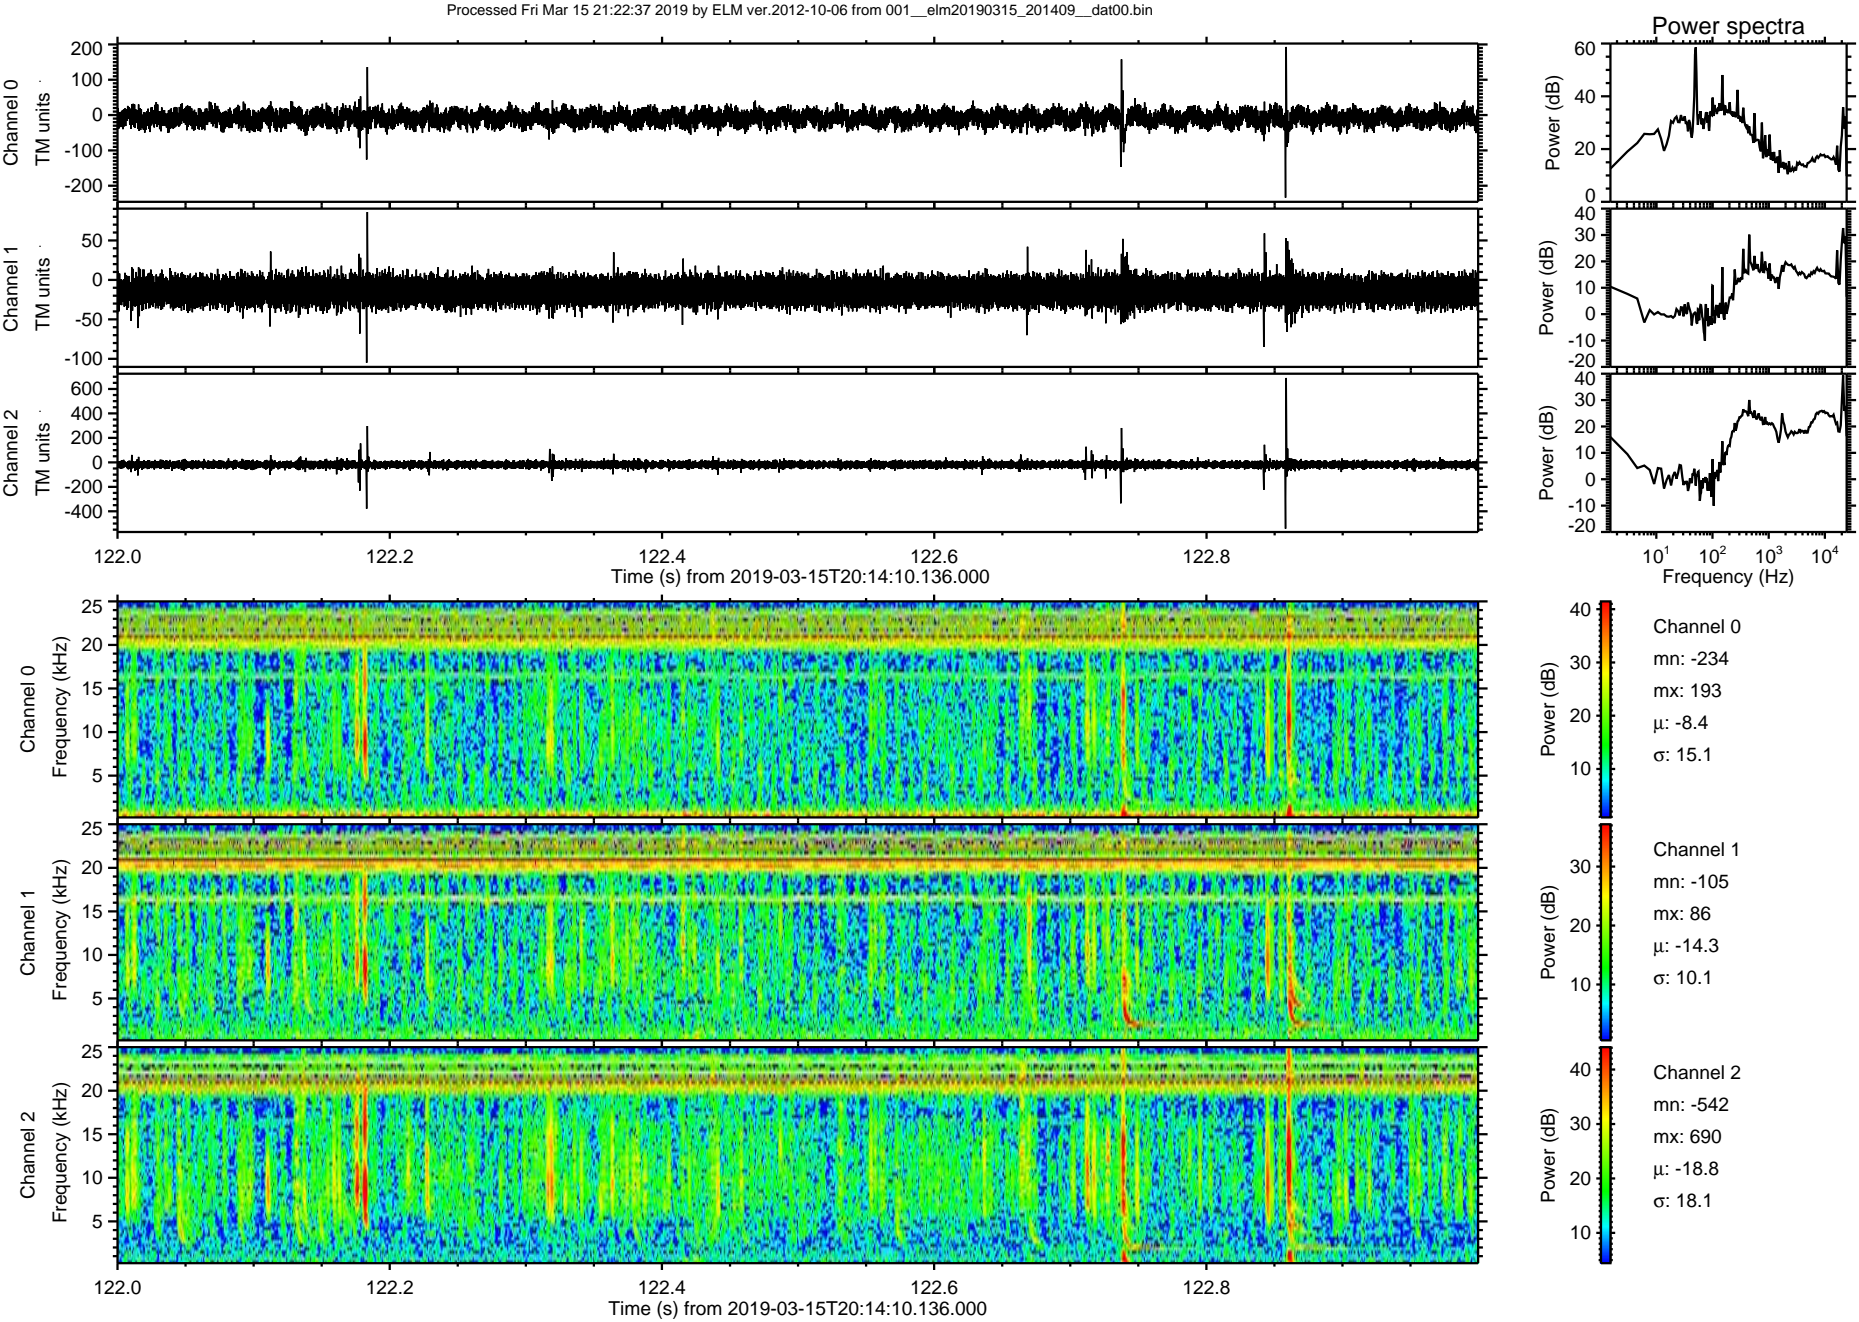 Processed Fri Mar 15 21:22:37 2019 by ELM ver.2012-10-06 from 001__elm20190315_201409__dat00.bin
Power spectra
Channel 0
TM units
200
100
0
-100
-200
Power (dB)
60
40
20
0
Channel 1
TM units
50
0
-50
-100
Power (dB)
40
30
20
10
0
-10
-20
Channel 2
TM units
600
400
200
0
-200
-400
Power (dB)
40
30
20
10
0
-10
-20
122.0 122.2 122.4 122.6 122.8
Time (s) from 2019-03-15T20:14:10.136.000
10¹ 10² 10³ 10⁴
Frequency (Hz)
Channel 0
Frequency (kHz)
25
20
15
10
5
Power (dB)
40
30
20
10
Channel 0
mn: -234
mx: 193
μ: -8.4
σ: 15.1
Channel 1
Frequency (kHz)
25
20
15
10
5
Power (dB)
30
20
10
Channel 1
mn: -105
mx: 86
μ: -14.3
σ: 10.1
Channel 2
Frequency (kHz)
25
20
15
10
5
Power (dB)
40
30
20
10
Channel 2
mn: -542
mx: 690
μ: -18.8
σ: 18.1
122.0 122.2 122.4 122.6 122.8
Time (s) from 2019-03-15T20:14:10.136.000